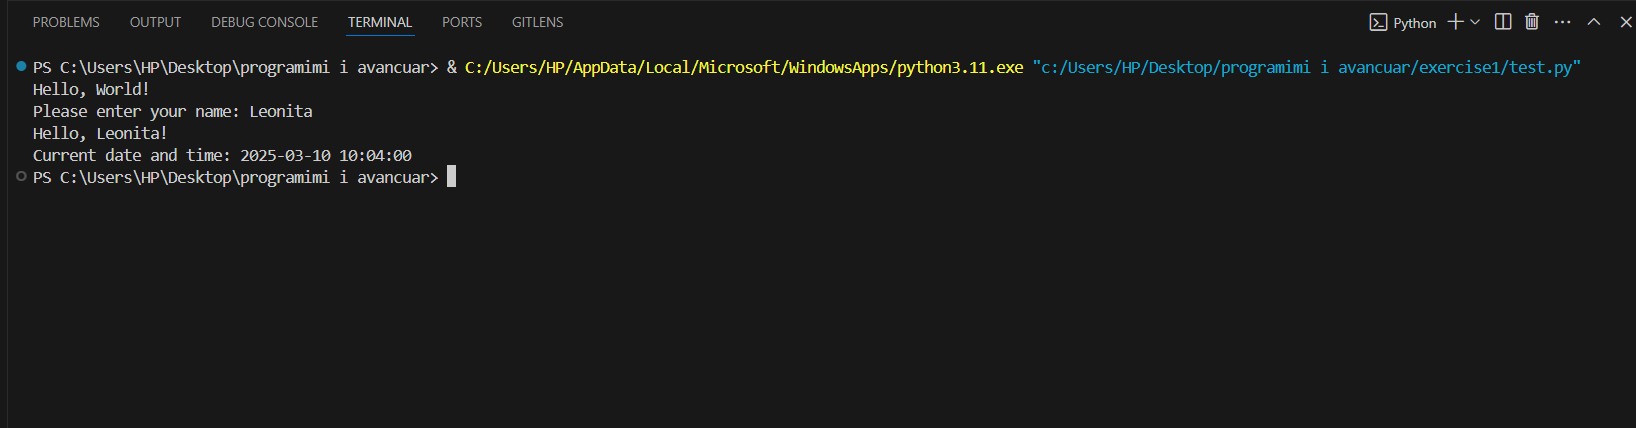 PROBLEMS OUTPUT DEBUG CONSOLE TERMINAL PORTS GITLENS Python
PS C:\Users\HP\Desktop\programimi i avancuar> & C:/Users/HP/AppData/Local/Microsoft/WindowsApps/python3.11.exe "c:/Users/HP/Desktop/programimi i avancuar/exercise1/test.py"
Hello, World!
Please enter your name: Leonita
Hello, Leonita!
Current date and time: 2025-03-10 10:04:00
PS C:\Users\HP\Desktop\programimi i avancuar>